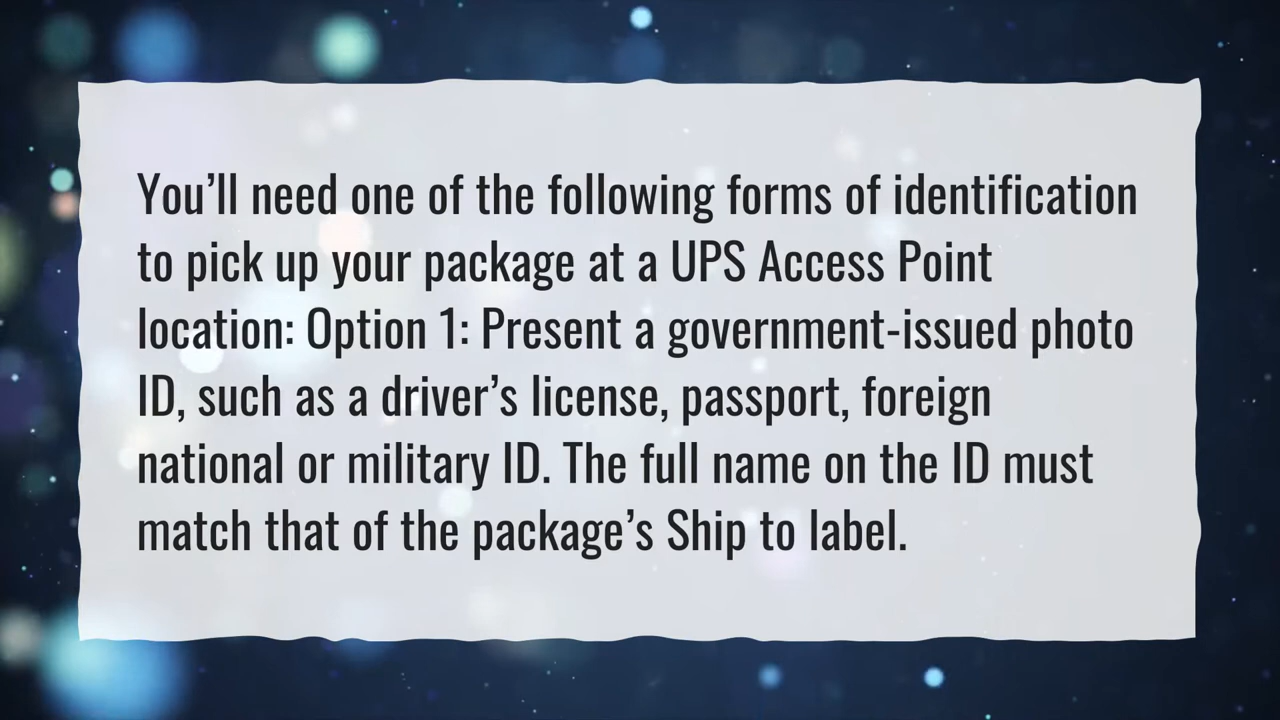 You’ll need one of the following forms of identification
to pick up your package at a UPS Access Point
location: Option 1: Present a government-issued photo
ID, such as a driver’s license, passport, foreign
national or military ID. The full name on the ID must
match that of the package’s Ship to label.